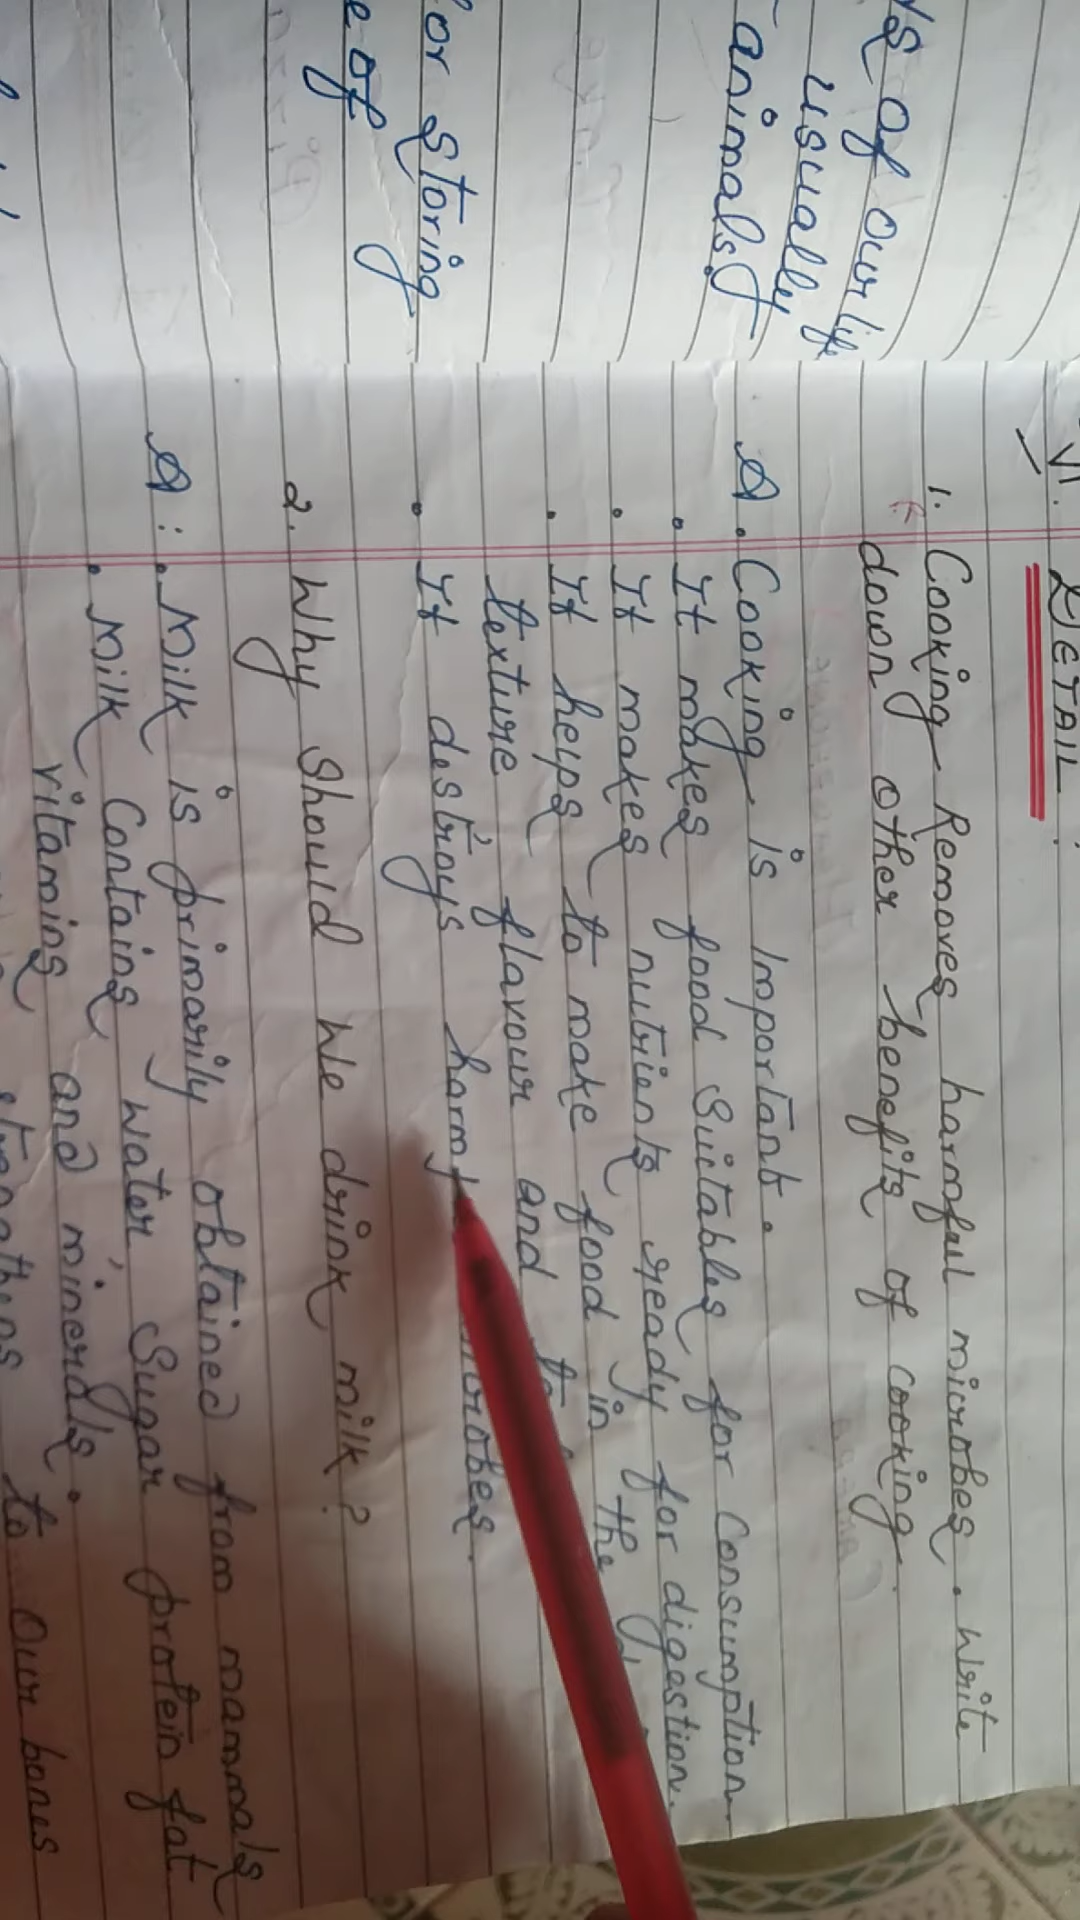 s of our life
usually
animals
for storing
e of
VI. DETAIL:
1. Cooking Removes harmful microbes. Write
down other benefits of cooking
A. Cooking is Important.
• It makes food Suitables for Consumption.
• It makes nutrients ready for digestion.
• It helps to make food in the
texture flavour and
• It destroys
2. Why Should We drink milk?
A: • Milk is primarily obtained from mammals
• Milk Contains water, Sugar protein fat
vitamins and minerals.
strengthens to Our bones